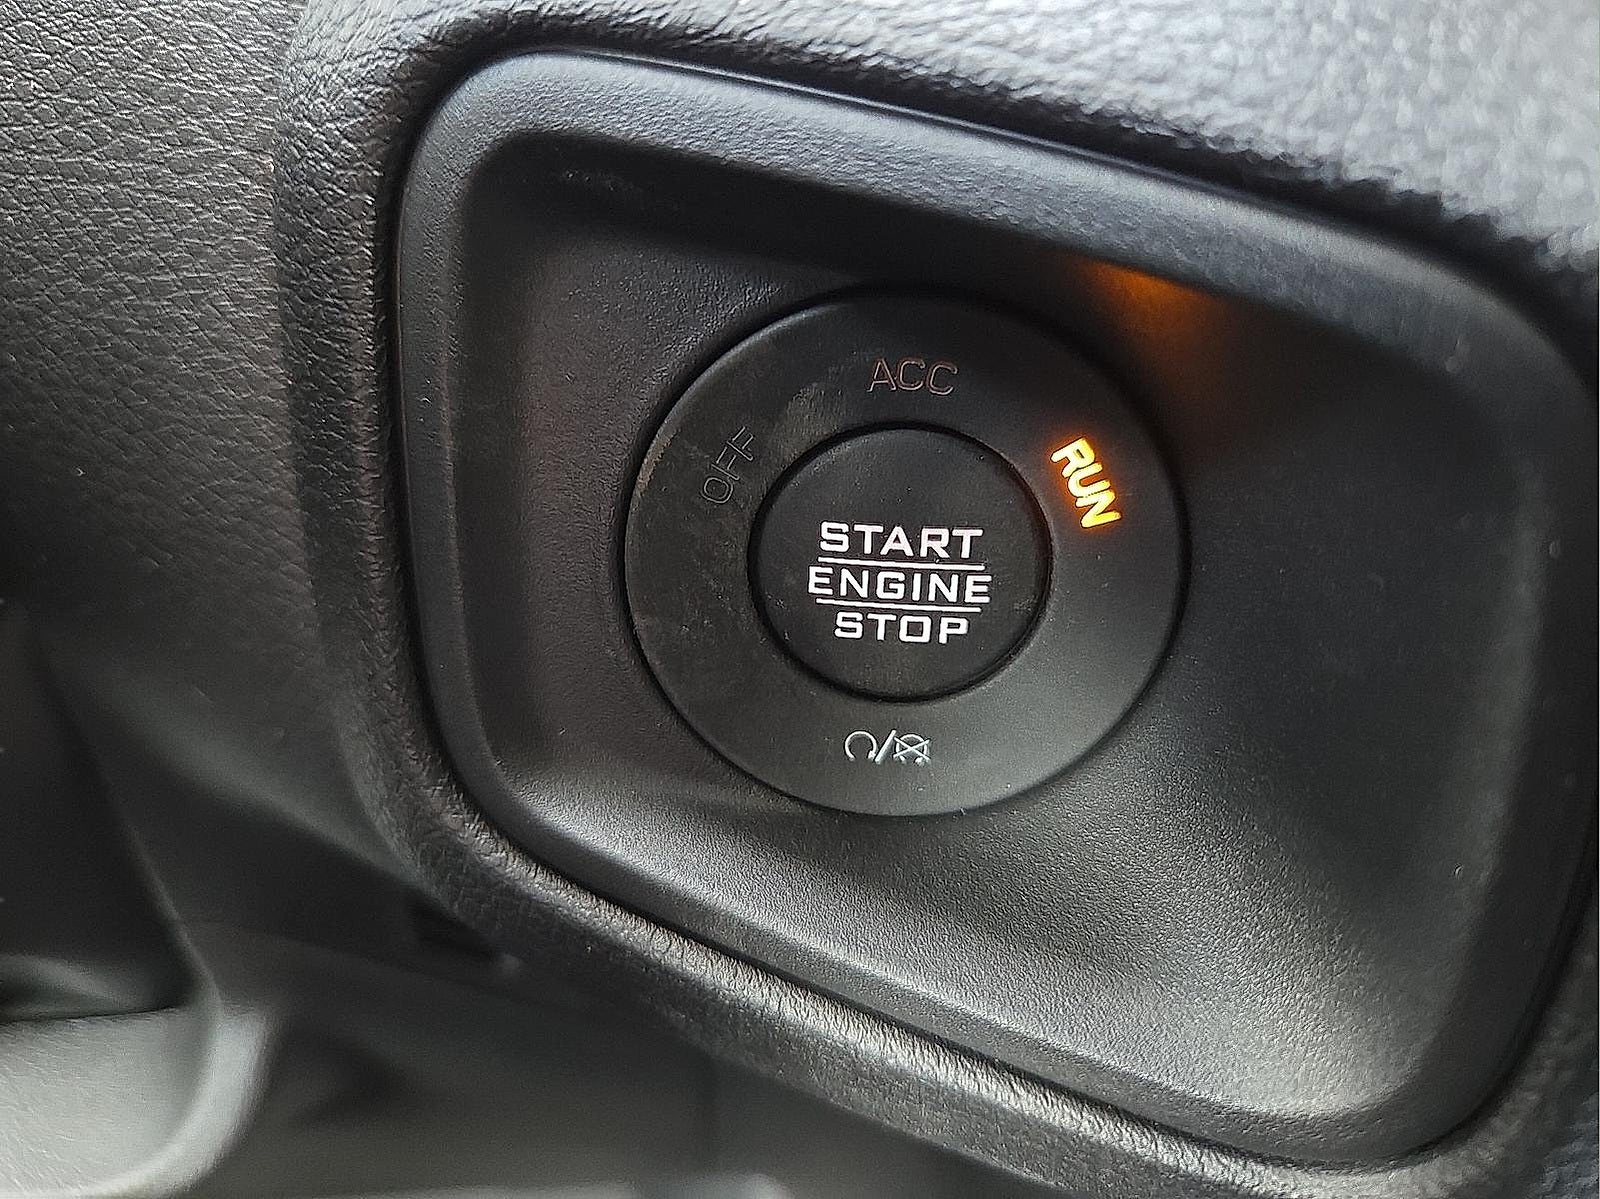 ACC
OFF
RUN
START
ENGINE
STOP